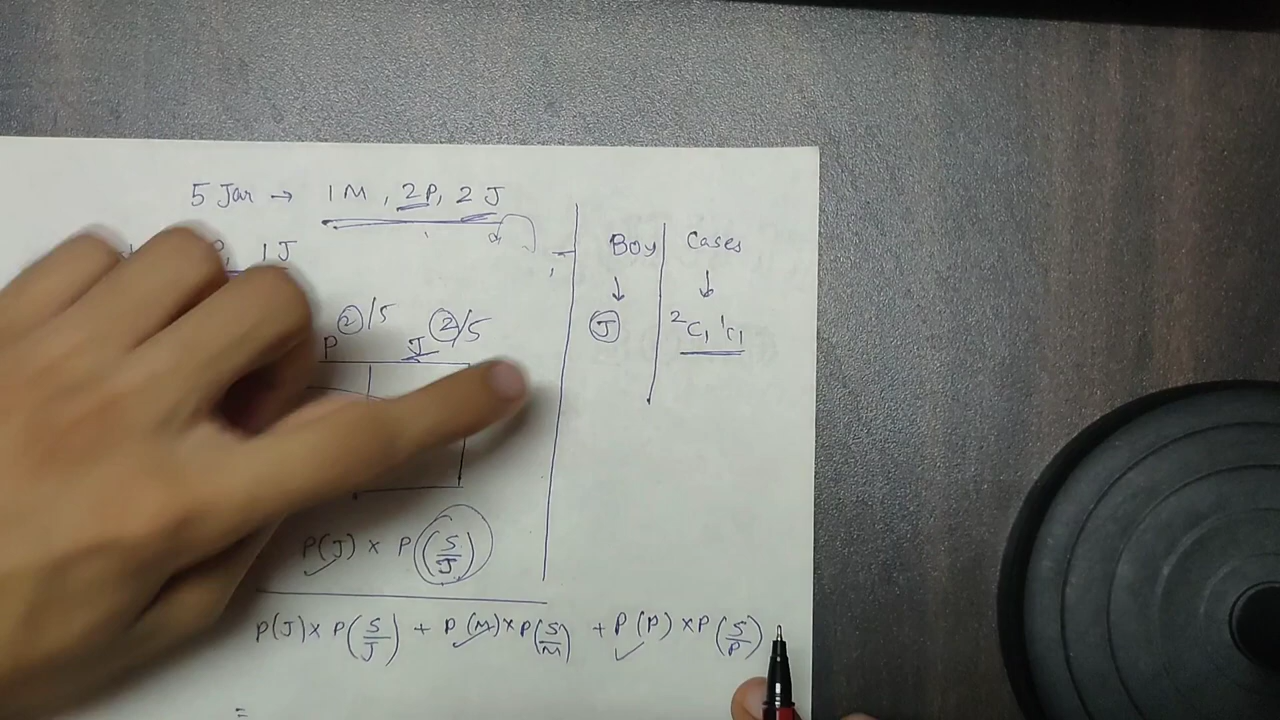 5 Jar → 1M, 2P, 2 J
P, 1J
Boy Cases
↓ ↓
P ②/5 J ②/5
Ⓙ ²C₁ ¹C₁
P(J) × P(S/J)
P(J) × P(S/J) + P(M) × P(S/M) + P(P) × P(S/P)
=